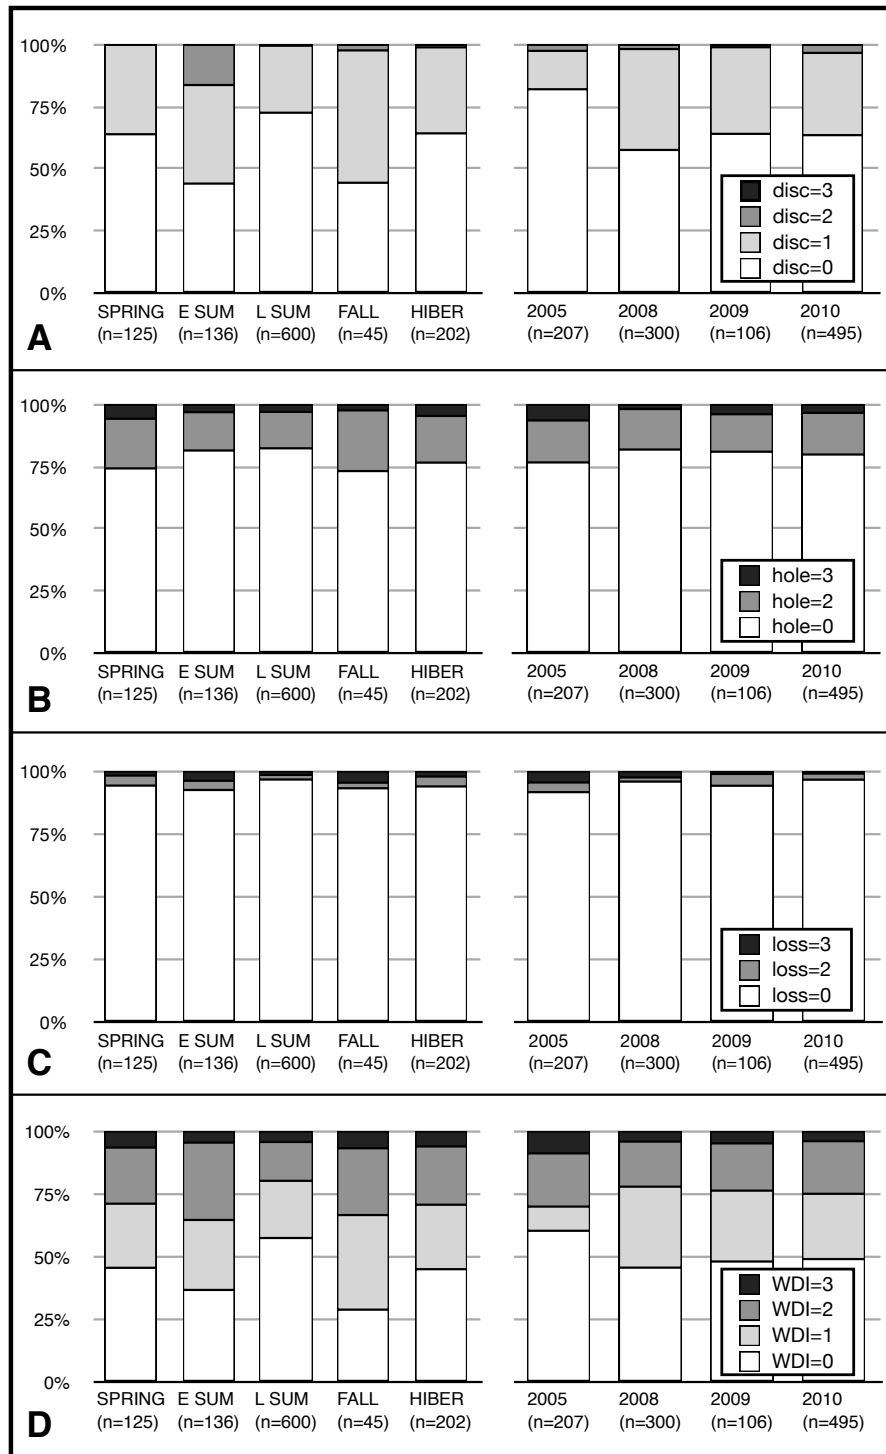 100%
75%
50%
25%
0%
disc=3
disc=2
disc=1
disc=0
SPRING E SUM L SUM FALL HIBER 2005 2008 2009 2010
(n=125) (n=136) (n=600) (n=45) (n=202) (n=207) (n=300) (n=106) (n=495)
A
100%
75%
50%
25%
0%
hole=3
hole=2
hole=0
SPRING E SUM L SUM FALL HIBER 2005 2008 2009 2010
(n=125) (n=136) (n=600) (n=45) (n=202) (n=207) (n=300) (n=106) (n=495)
B
100%
75%
50%
25%
0%
loss=3
loss=2
loss=0
SPRING E SUM L SUM FALL HIBER 2005 2008 2009 2010
(n=125) (n=136) (n=600) (n=45) (n=202) (n=207) (n=300) (n=106) (n=495)
C
100%
75%
50%
25%
0%
WDI=3
WDI=2
WDI=1
WDI=0
SPRING E SUM L SUM FALL HIBER 2005 2008 2009 2010
(n=125) (n=136) (n=600) (n=45) (n=202) (n=207) (n=300) (n=106) (n=495)
D